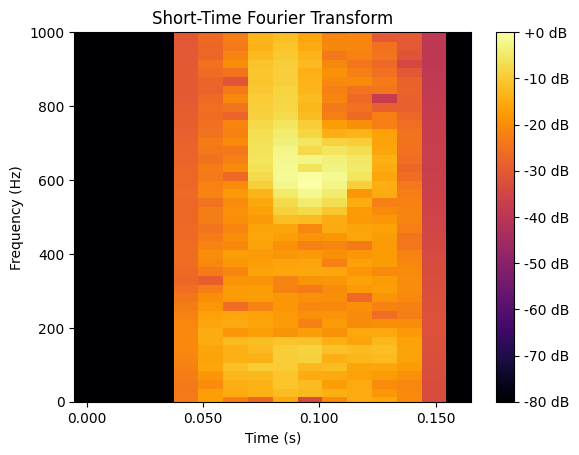 Short-Time Fourier Transform
Frequency (Hz)
1000
800
600
400
200
0
0.000
0.050
0.100
0.150
Time (s)
+0 dB
-10 dB
-20 dB
-30 dB
-40 dB
-50 dB
-60 dB
-70 dB
-80 dB